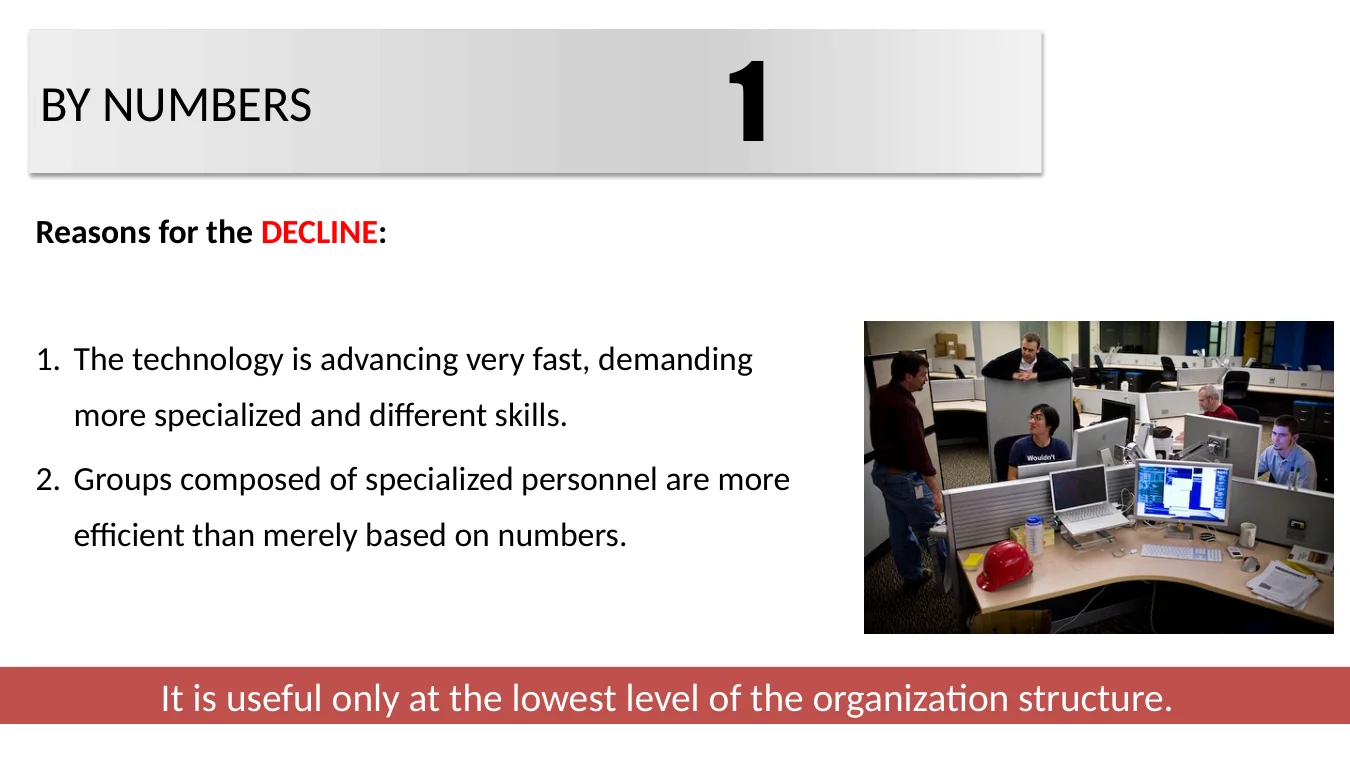 BY NUMBERS
1
Reasons for the DECLINE:
1. The technology is advancing very fast, demanding
more specialized and different skills.
2. Groups composed of specialized personnel are more
efficient than merely based on numbers.
Wouldn't
It is useful only at the lowest level of the organization structure.